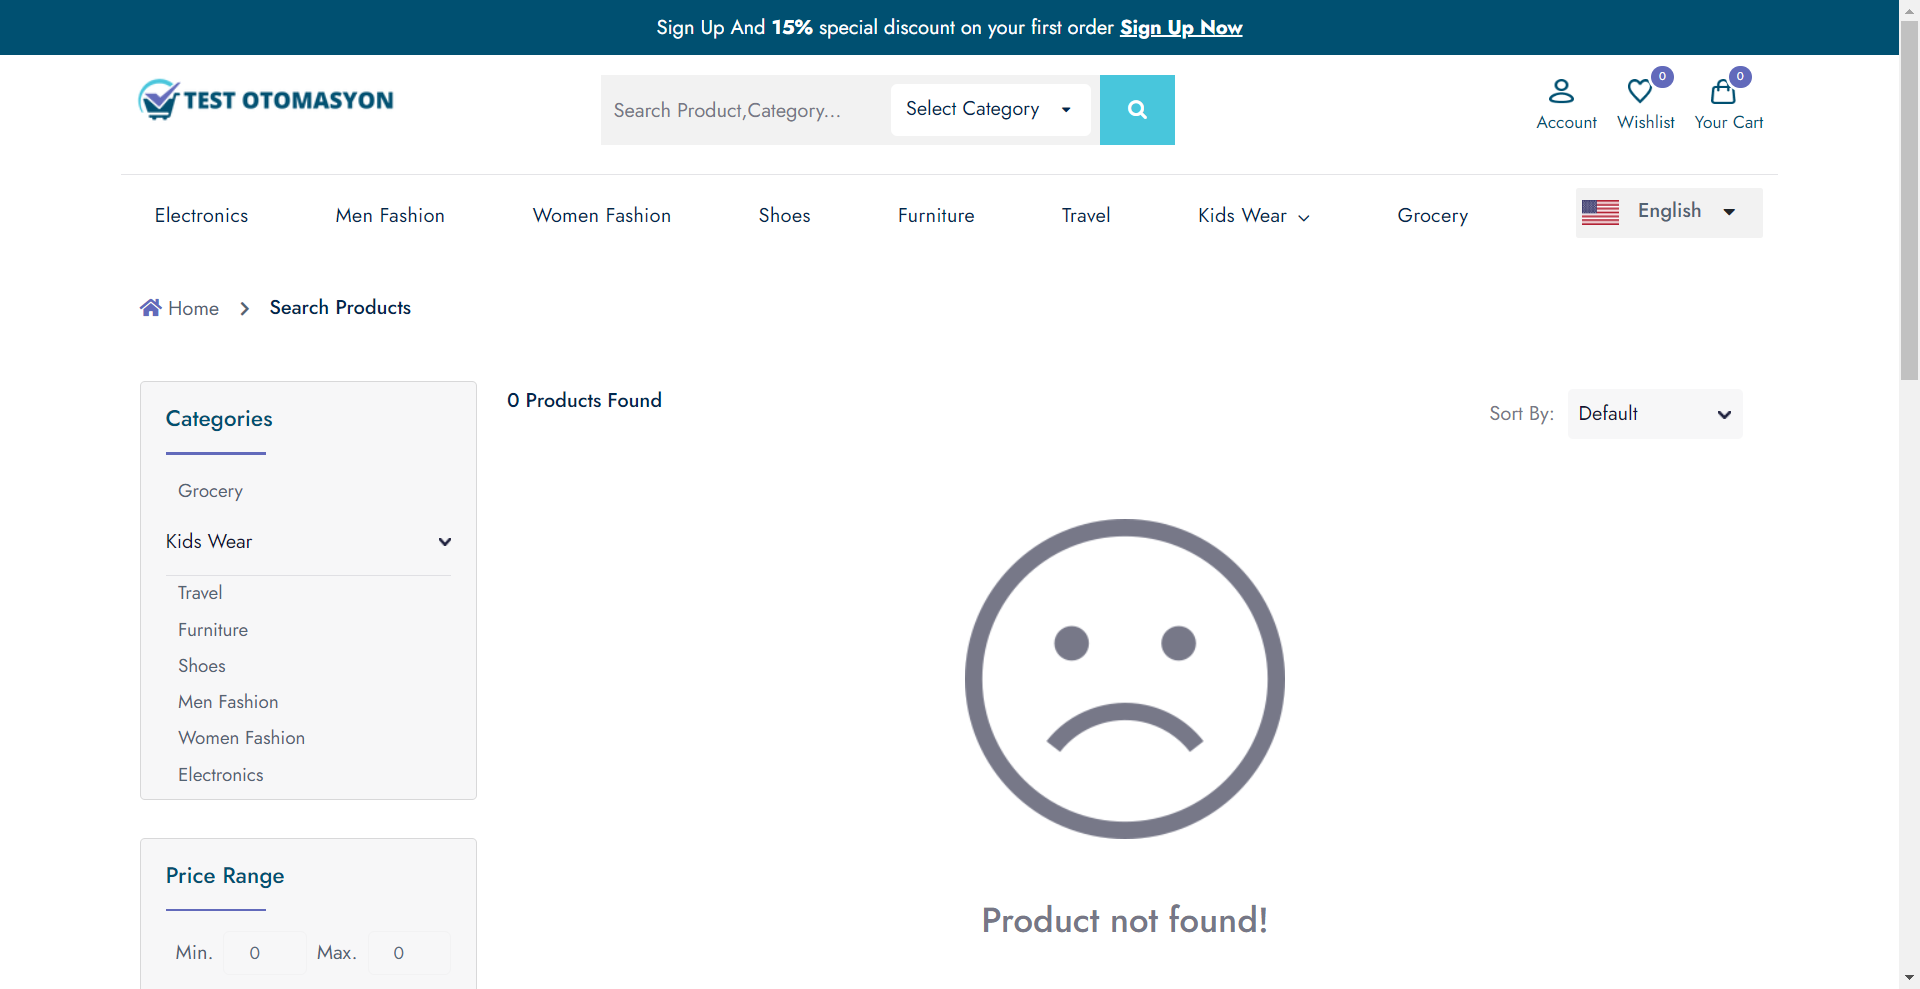 Sign Up And 15% special discount on your first order Sign Up Now
TEST OTOMASYON
Search Product,Category...
Select Category
0
0
Account
Wishlist
Your Cart
Electronics
Men Fashion
Women Fashion
Shoes
Furniture
Travel
Kids Wear
Grocery
English
Home
Search Products
Categories
Grocery
Kids Wear
Travel
Furniture
Shoes
Men Fashion
Women Fashion
Electronics
0 Products Found
Sort By:
Default
Product not found!
Price Range
Min.
0
Max.
0